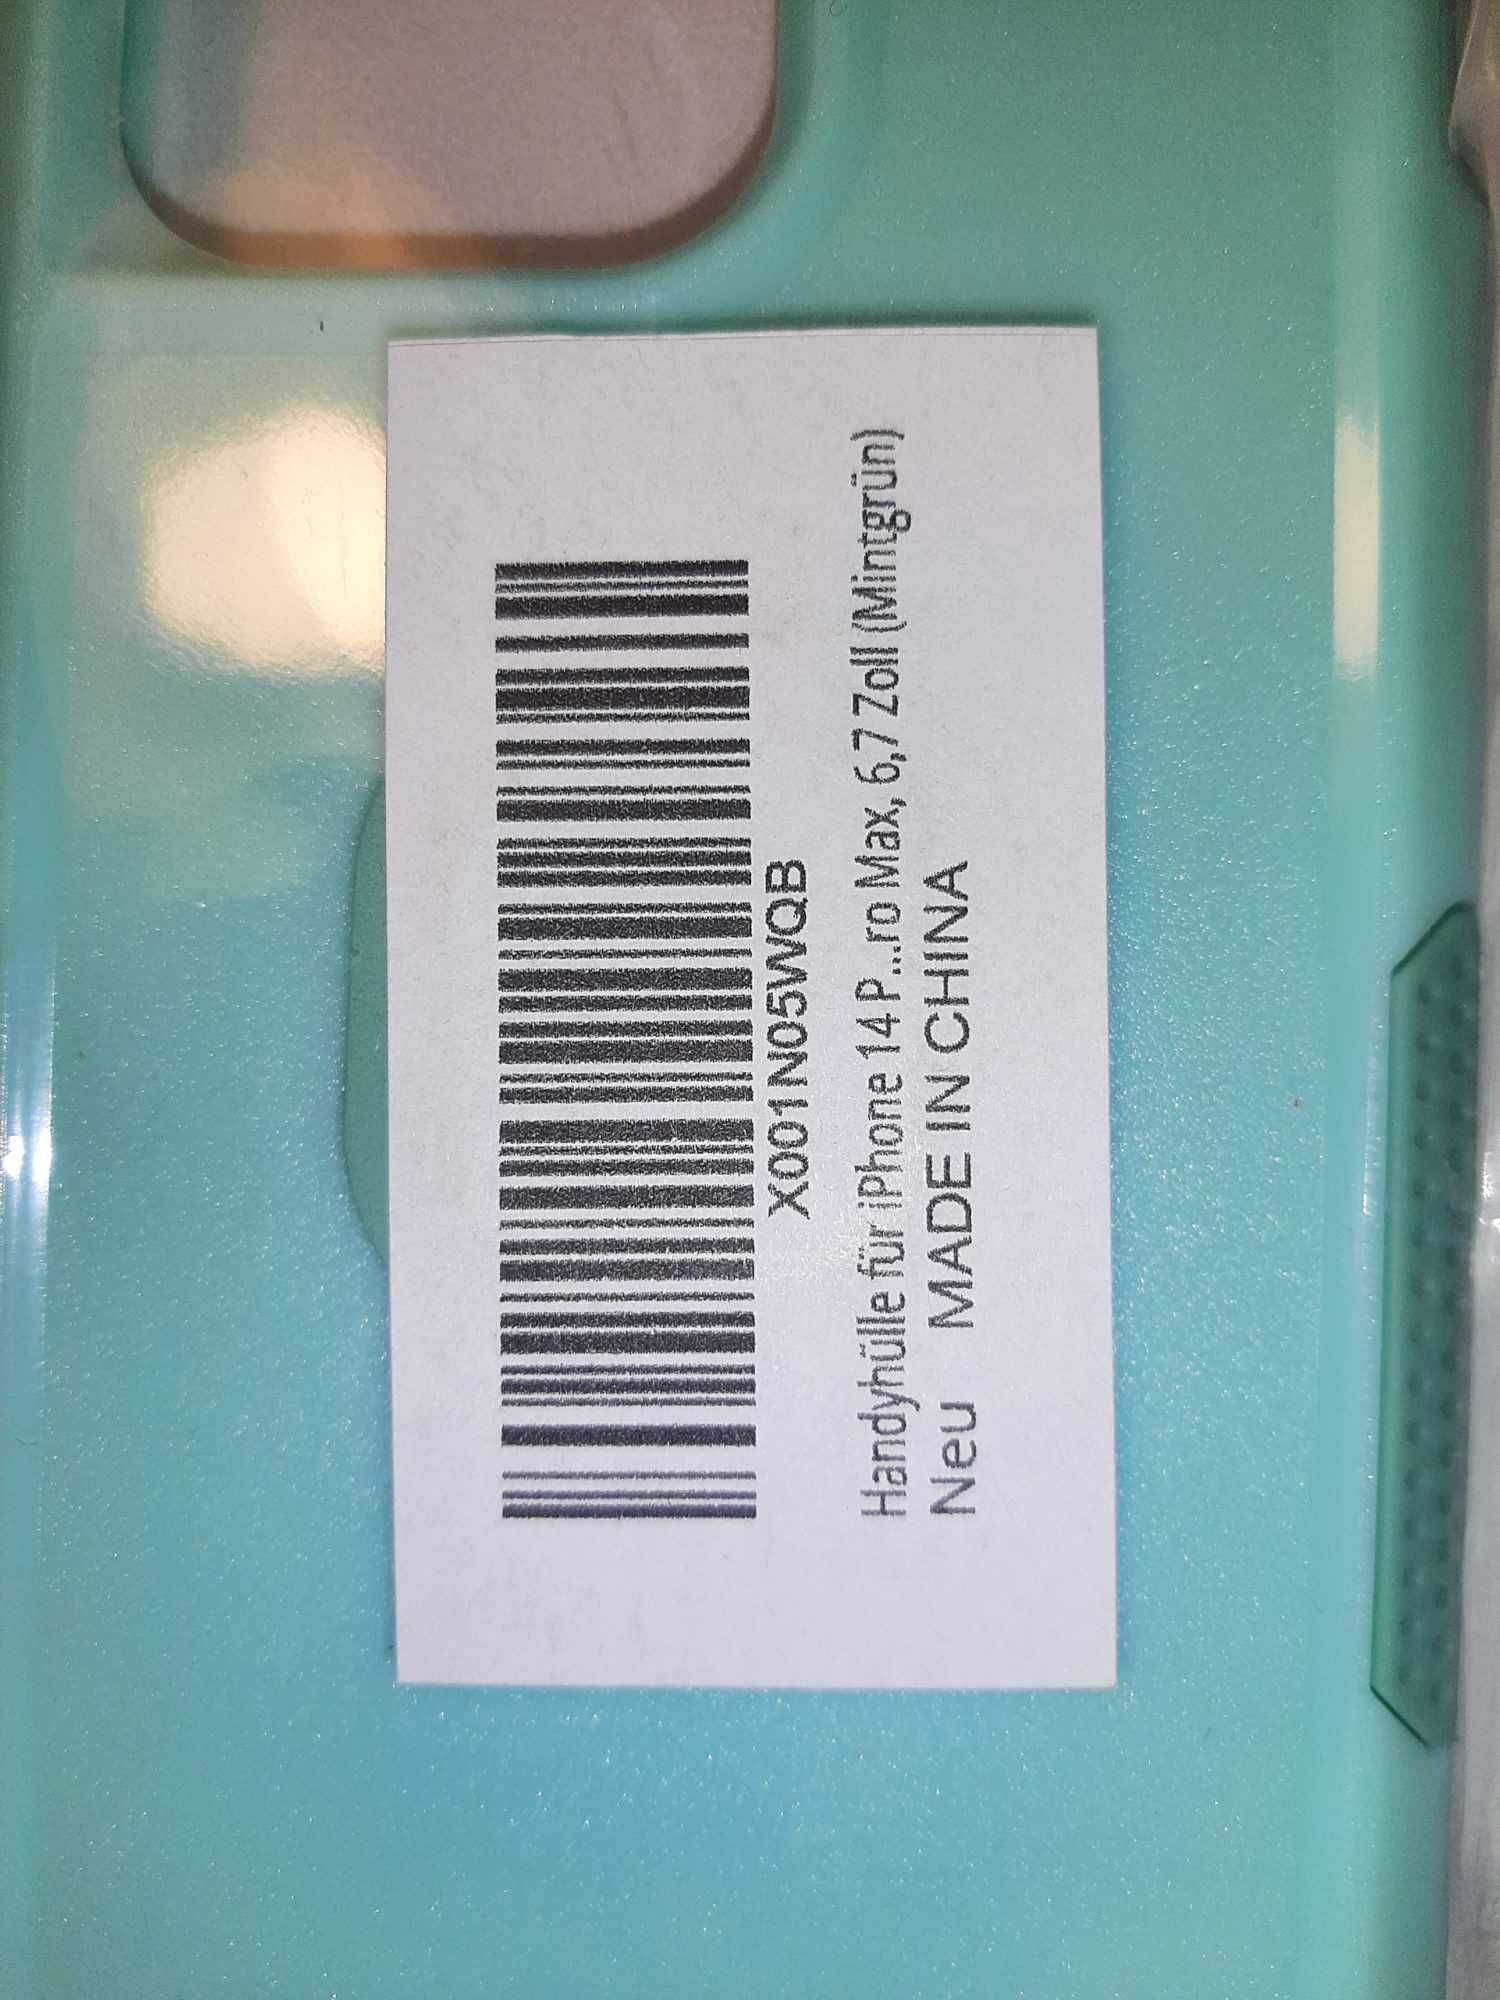 X001N05WQB
Handyhülle für iPhone 14 P...ro Max, 6,7 Zoll (Mintgrün)
Neu MADE IN CHINA